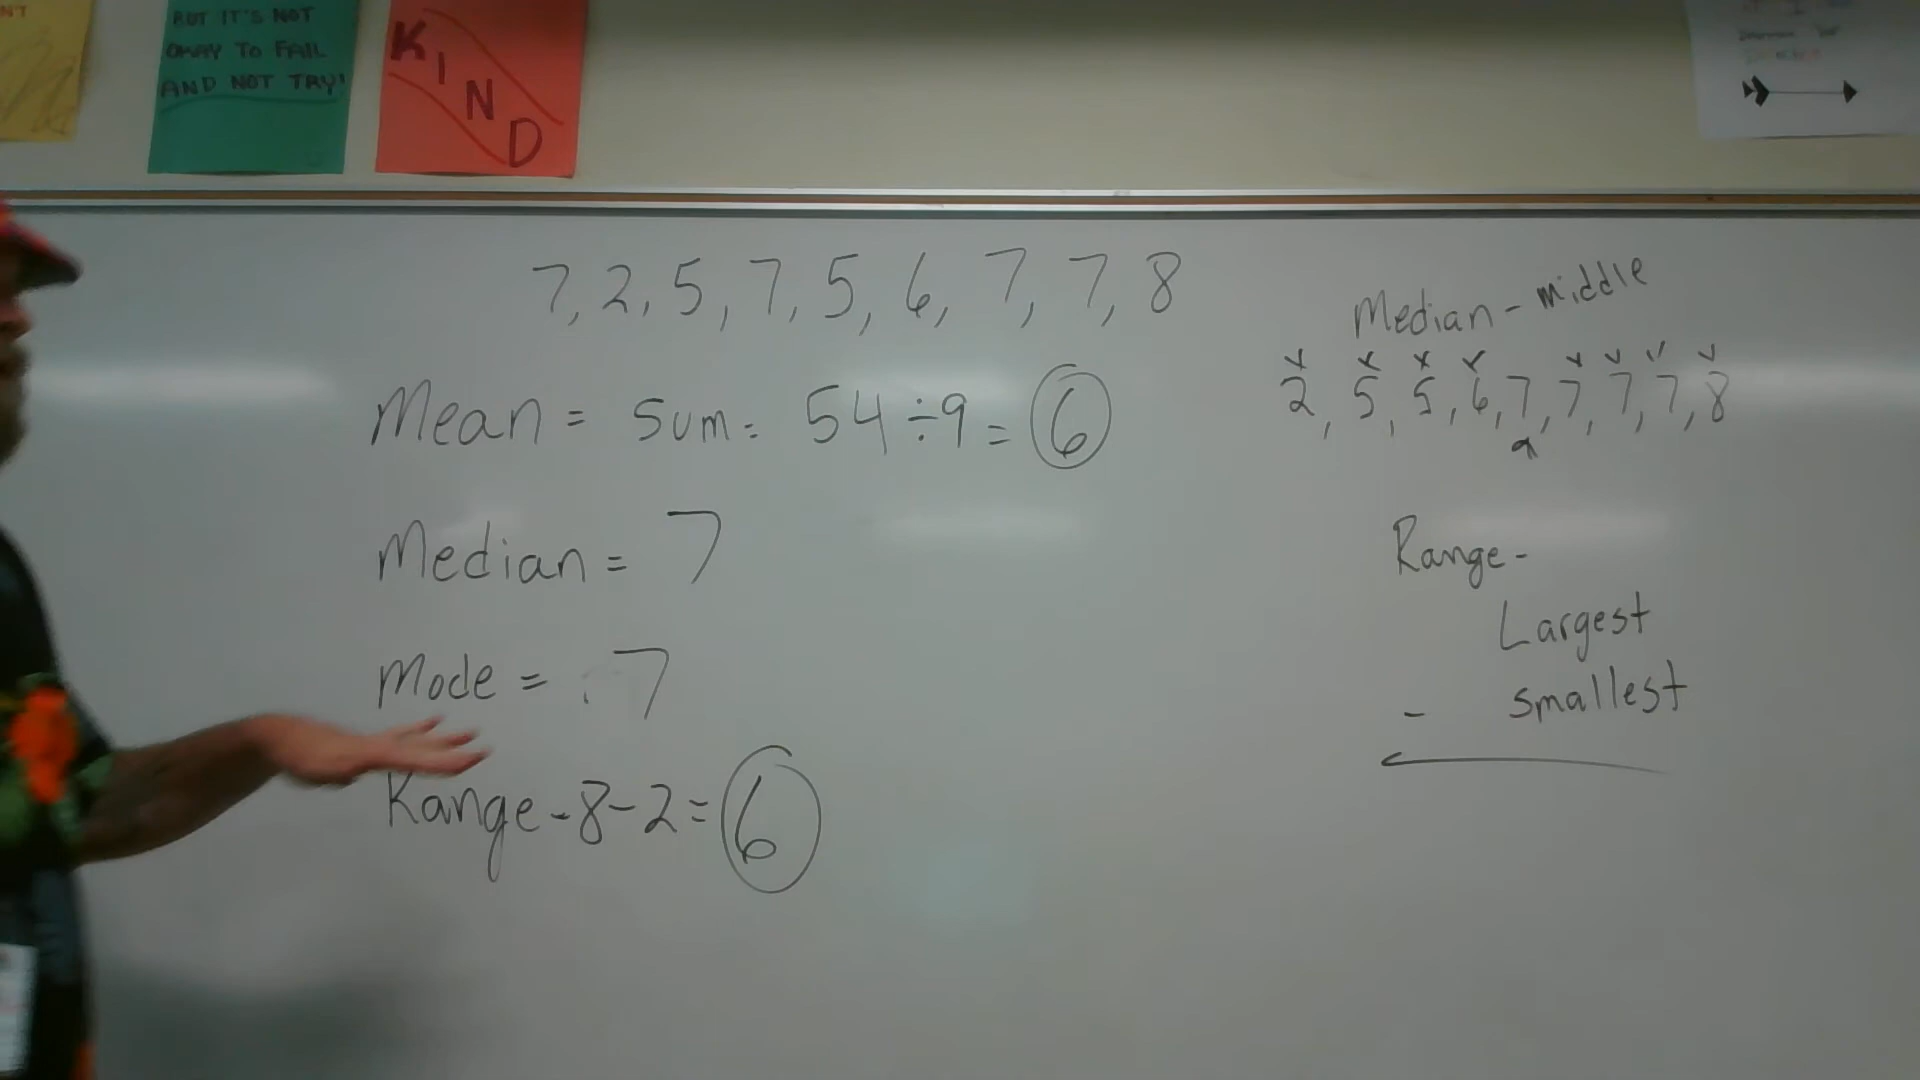 BUT IT'S NOT
OKAY TO FAIL
AND NOT TRY!
KIND
7, 2, 5, 7, 5, 6, 7, 7, 8
Mean = Sum = 54 ÷ 9 = 6
Median = 7
Mode = 7
Range - 8 - 2 = 6
Median - middle
2, 5, 5, 6, 7, 7, 7, 7, 8
Range -
Largest
- smallest